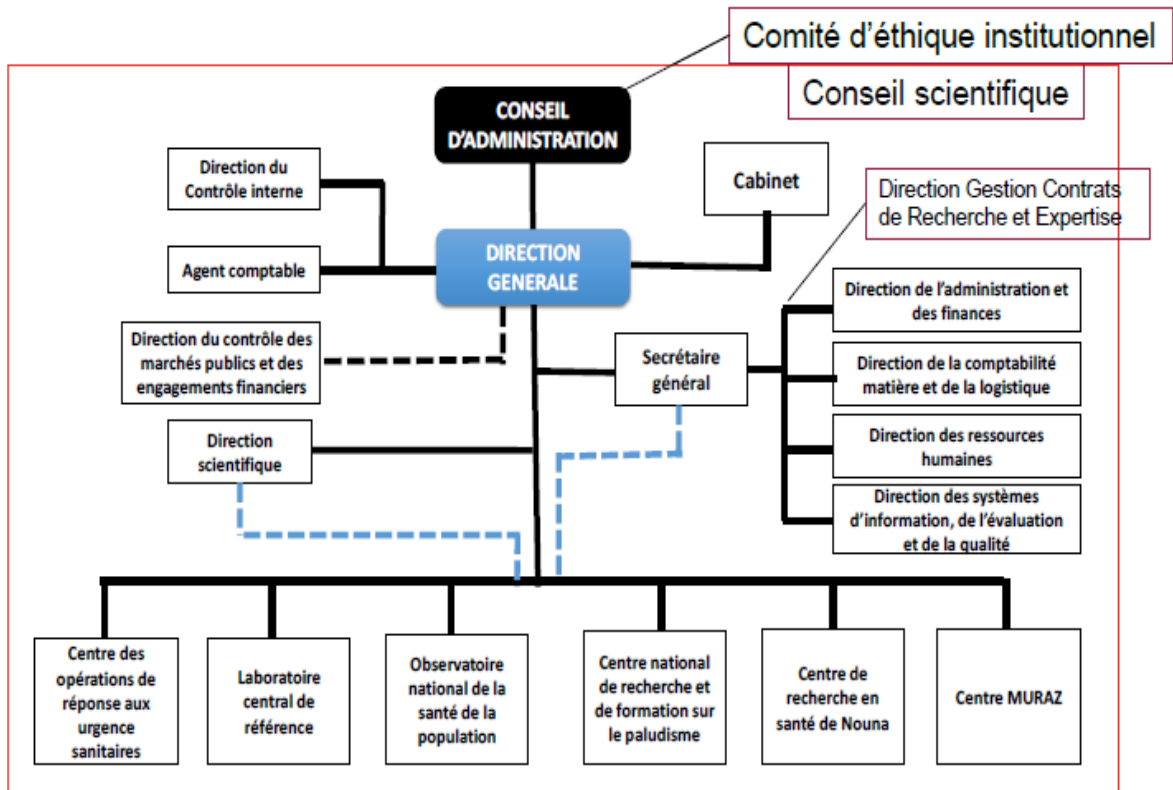 Comité d'éthique institutionnel
Conseil scientifique
CONSEIL
D'ADMINISTRATION
Direction du
Contrôle interne
Cabinet
Direction Gestion Contrats
de Recherche et Expertise
Agent comptable
DIRECTION
GENERALE
Direction de l'administration et
des finances
Direction du contrôle des
marchés publics et des
engagements financiers
Secrétaire
général
Direction de la comptabilité
matière et de la logistique
Direction
scientifique
Direction des ressources
humaines
Direction des systèmes
d'information, de l'évaluation
et de la qualité
Centre des
opérations de
réponse aux
urgence
sanitaires
Laboratoire
central de
référence
Observatoire
national de la
santé de la
population
Centre national
de recherche et
de formation sur
le paludisme
Centre de
recherche en
santé de Nouna
Centre MURAZ